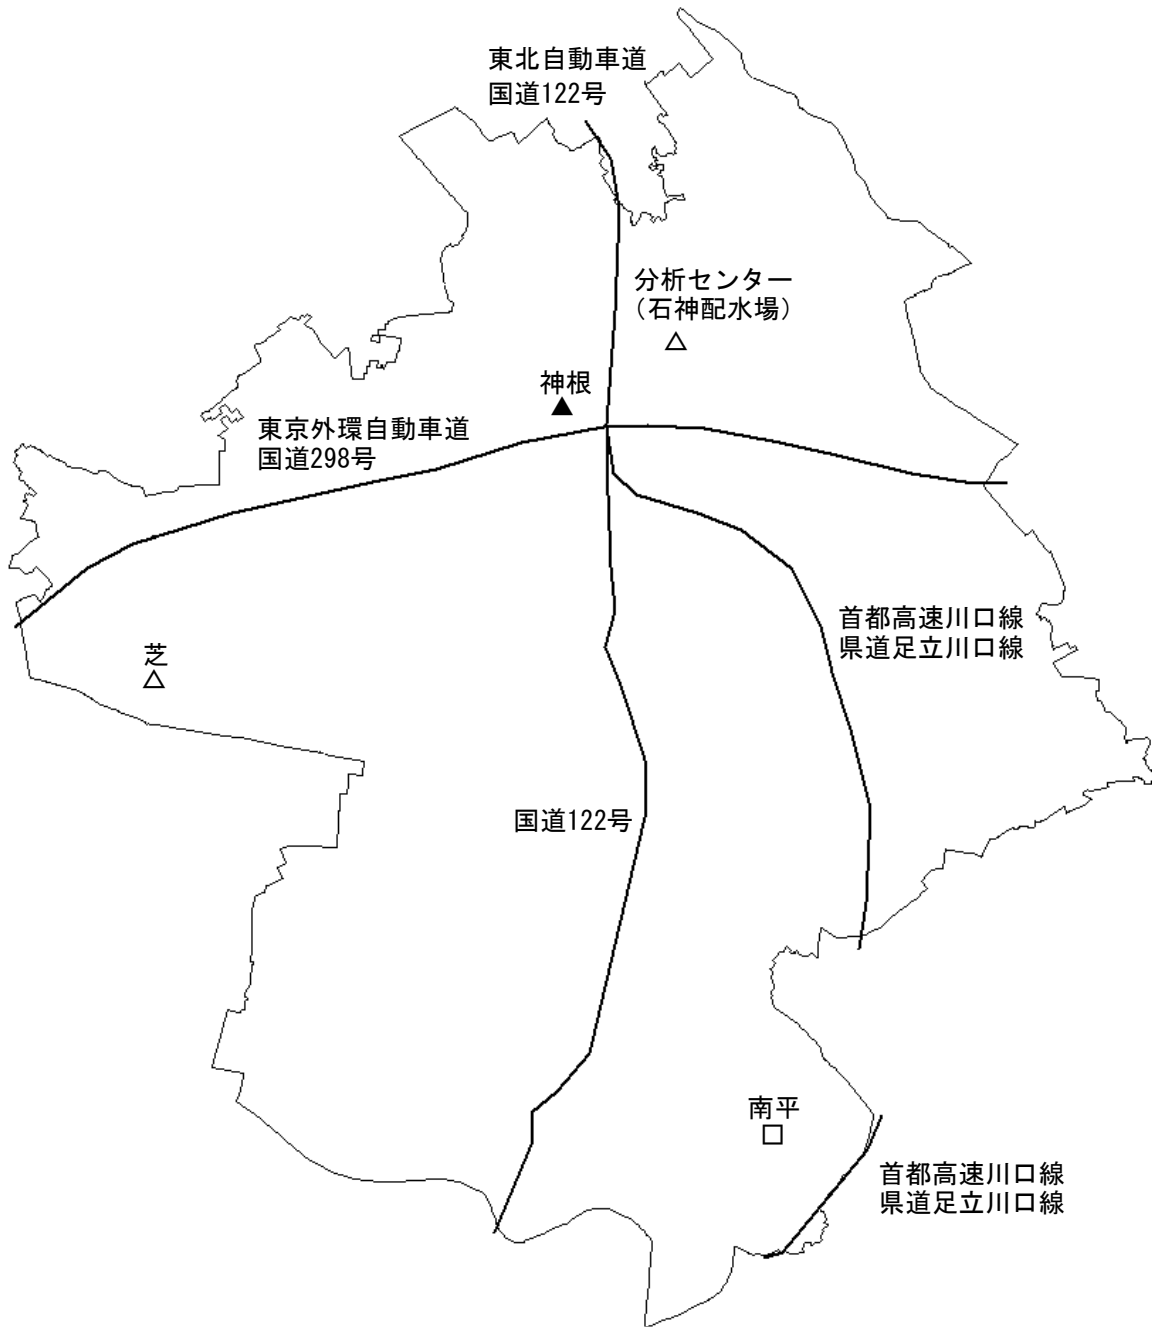 東北自動車道
国道122号
分析センター
（石神配水場）
神根
東京外環自動車道
国道298号
首都高速川口線
県道足立川口線
芝
国道122号
南平
首都高速川口線
県道足立川口線